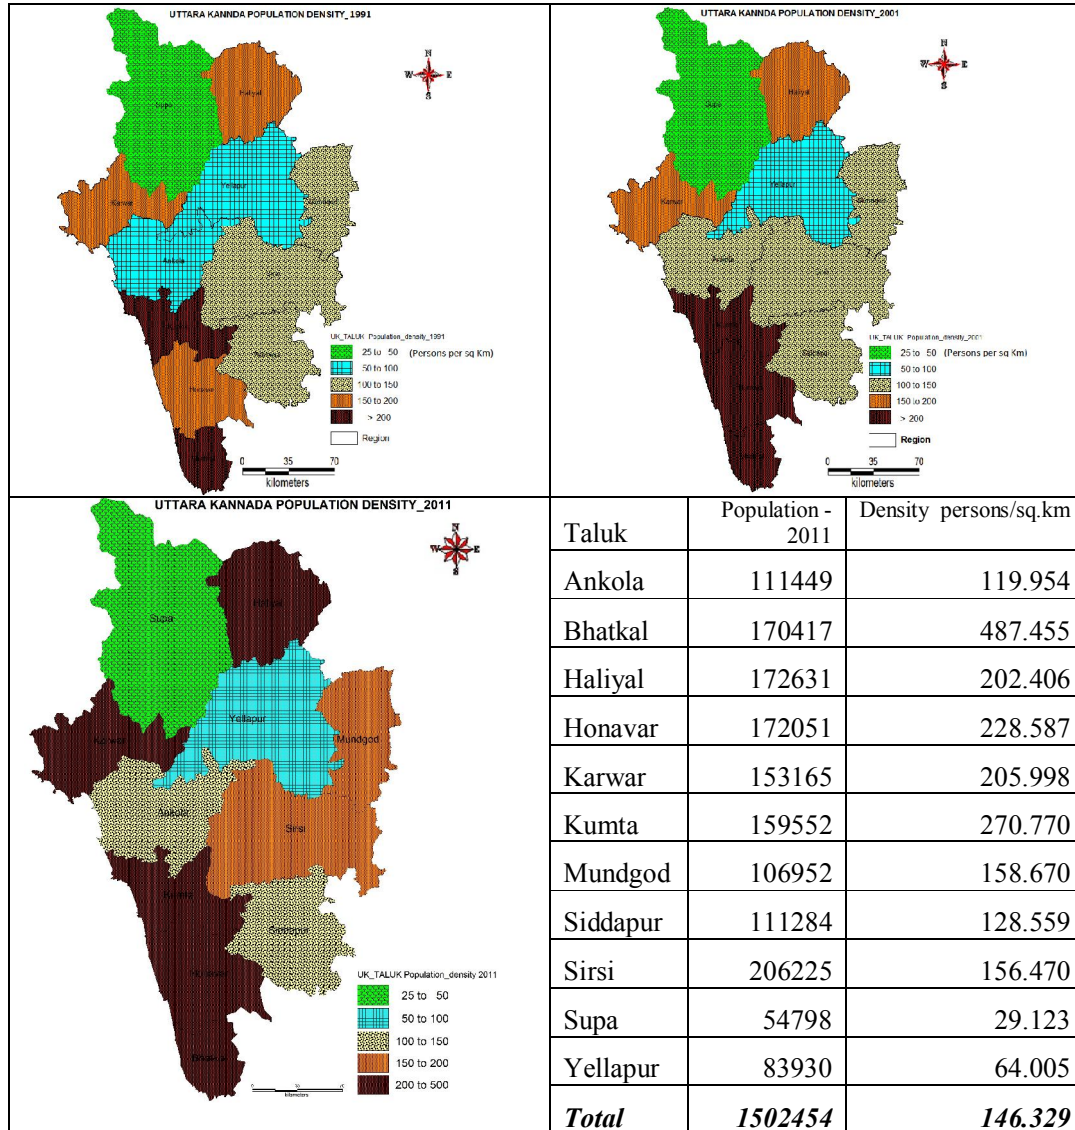 UTTARA KANNDA POPULATION DENSITY_1991
N
W E
S
Supa
Haliyal
Yellapur
Karwar
Ankola
UK_TALUK Population_density_1991
25 to 50 (Persons per sq Km)
50 to 100
100 to 150
150 to 200
> 200
Region
0 35 70
kilometers
UTTARA KANNDA POPULATION DENSITY_2001
N
W E
S
Supa
Haliyal
Yellapur
Karwar
UK_TALUK Population_density_2001
25 to 50 (Persons per sq Km)
50 to 100
100 to 150
150 to 200
> 200
Region
0 35 70
kilometers
UTTARA KANNADA POPULATION DENSITY_2011
N
W E
S
Supa
Haliyal
Yellapur
Karwar
Mundgod
Ankola
Sirsi
Kumta
Siddapur
Honavar
Bhatkal
UK_TALUK Population_density 2011
25 to 50
50 to 100
100 to 150
150 to 200
200 to 500
kilometers
Taluk Population - 2011 Density persons/sq.km
Ankola 111449 119.954
Bhatkal 170417 487.455
Haliyal 172631 202.406
Honavar 172051 228.587
Karwar 153165 205.998
Kumta 159552 270.770
Mundgod 106952 158.670
Siddapur 111284 128.559
Sirsi 206225 156.470
Supa 54798 29.123
Yellapur 83930 64.005
Total 1502454 146.329